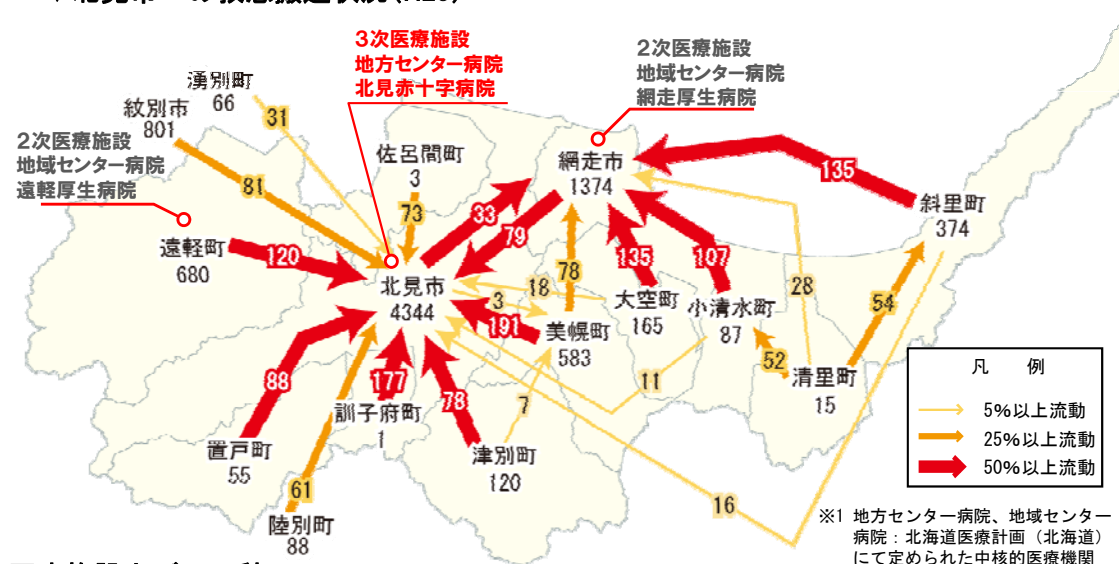 3次医療施設
地方センター病院
北見赤十字病院
2次医療施設
地域センター病院
網走厚生病院
湧別町
66
紋別市
801
31
2次医療施設
地域センター病院
遠軽厚生病院
佐呂間町
3
網走市
1374
135
81
73
33
79
斜里町
374
遠軽町
680
120
135
107
78
北見市
4344
18
3
大空町
165
小清水町
87
28
54
191
美幌町
583
52
清里町
15
88
177
78
7
11
訓子府町
1
置戸町
55
津別町
120
61
陸別町
88
16
凡 例
5%以上流動
25%以上流動
50%以上流動
※1 地方センター病院、地域センター
病院：北海道医療計画（北海道）
にて定められた中核的医療機関